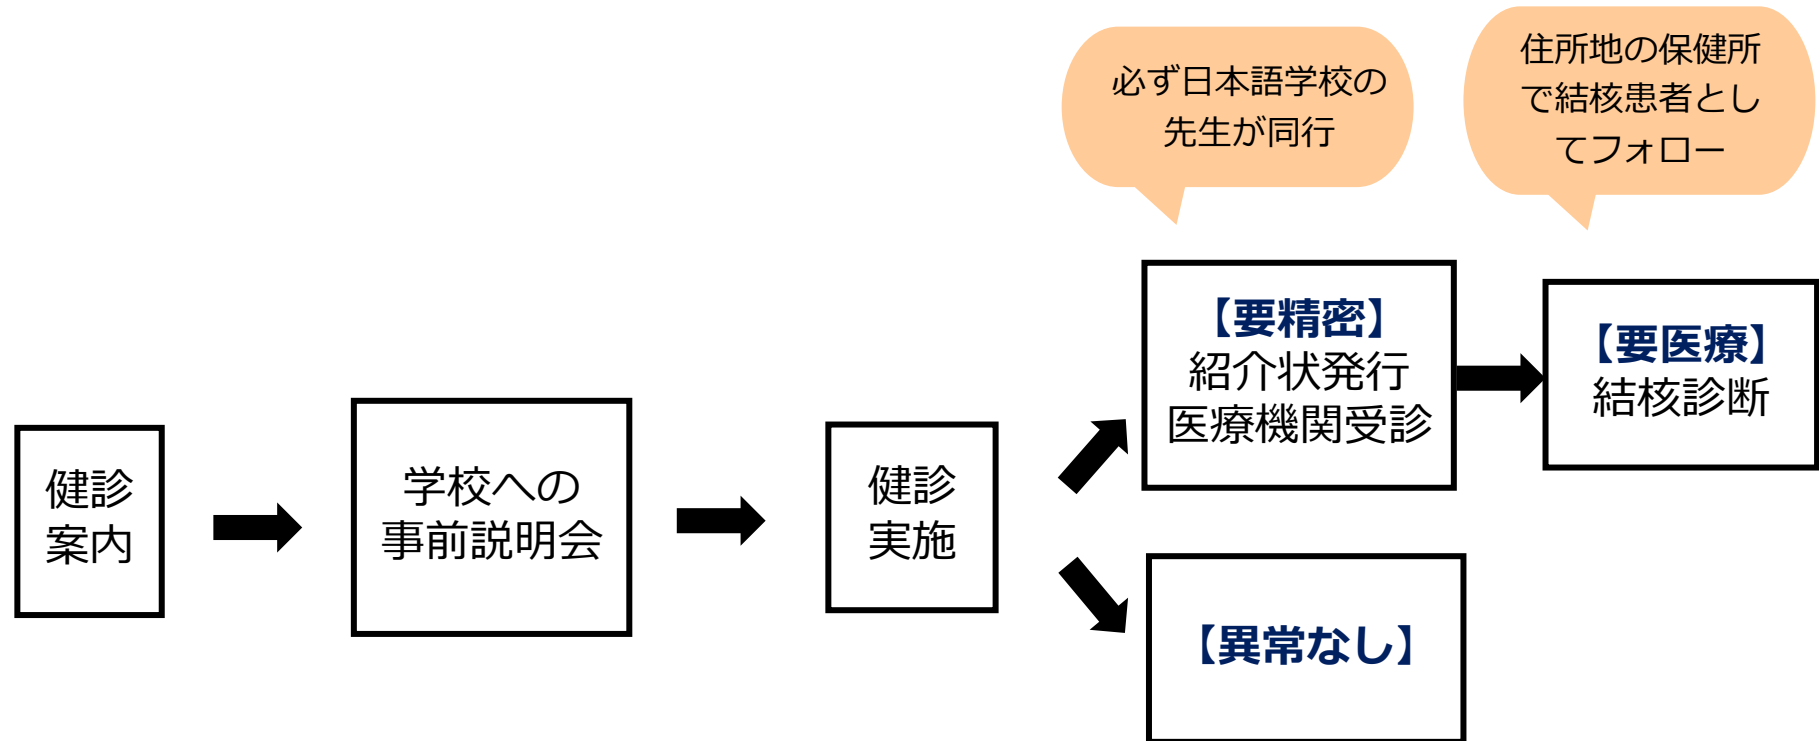 必ず日本語学校の
先生が同行
住所地の保健所
で結核患者とし
てフォロー
健診
案内
学校への
事前説明会
健診
実施
【要精密】
紹介状発行
医療機関受診
【要医療】
結核診断
【異常なし】